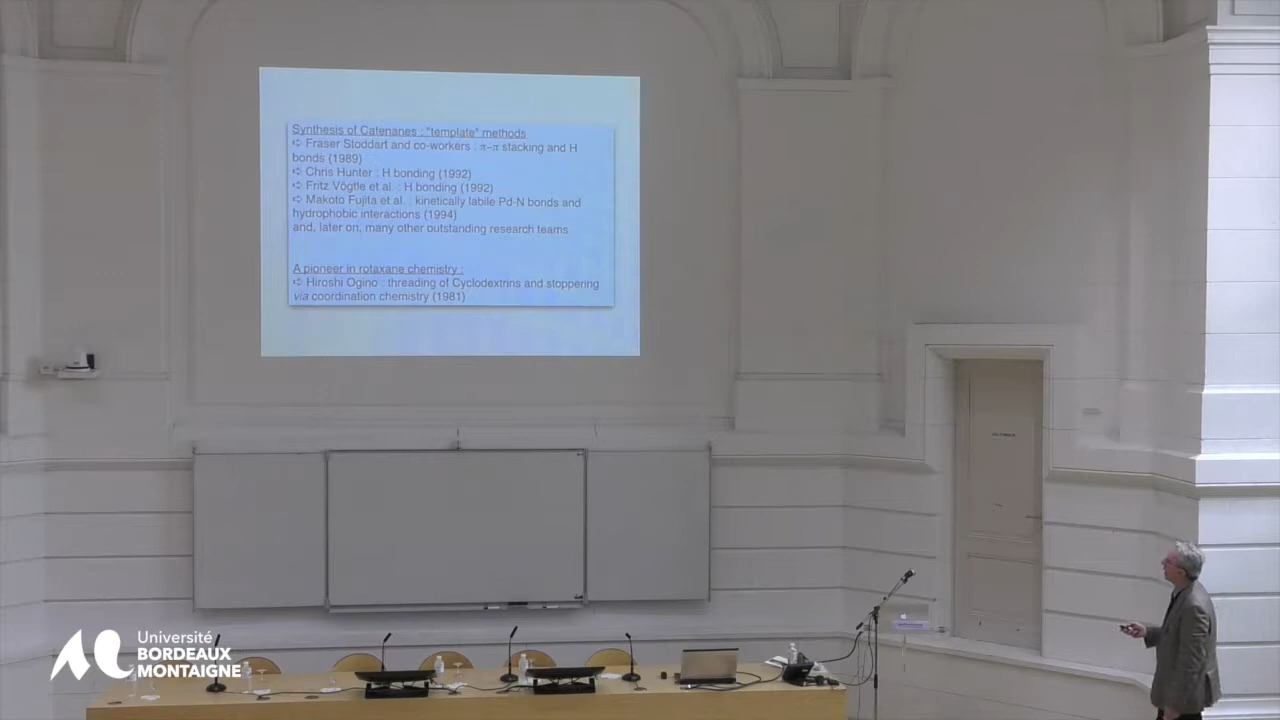 Synthesis of Catenanes : "template" methods
➪ Fraser Stoddart and co-workers : π–π stacking and H
bonds (1989)
➪ Chris Hunter : H bonding (1992)
➪ Fritz Vögtle et al. : H bonding (1992)
➪ Makoto Fujita et al. : kinetically labile Pd-N bonds and
hydrophobic interactions (1994)
and, later on, many other outstanding research teams
A pioneer in rotaxane chemistry :
➪ Hiroshi Ogino : threading of Cyclodextrins and stoppering
via coordination chemistry (1981)
Université
BORDEAUX
MONTAIGNE